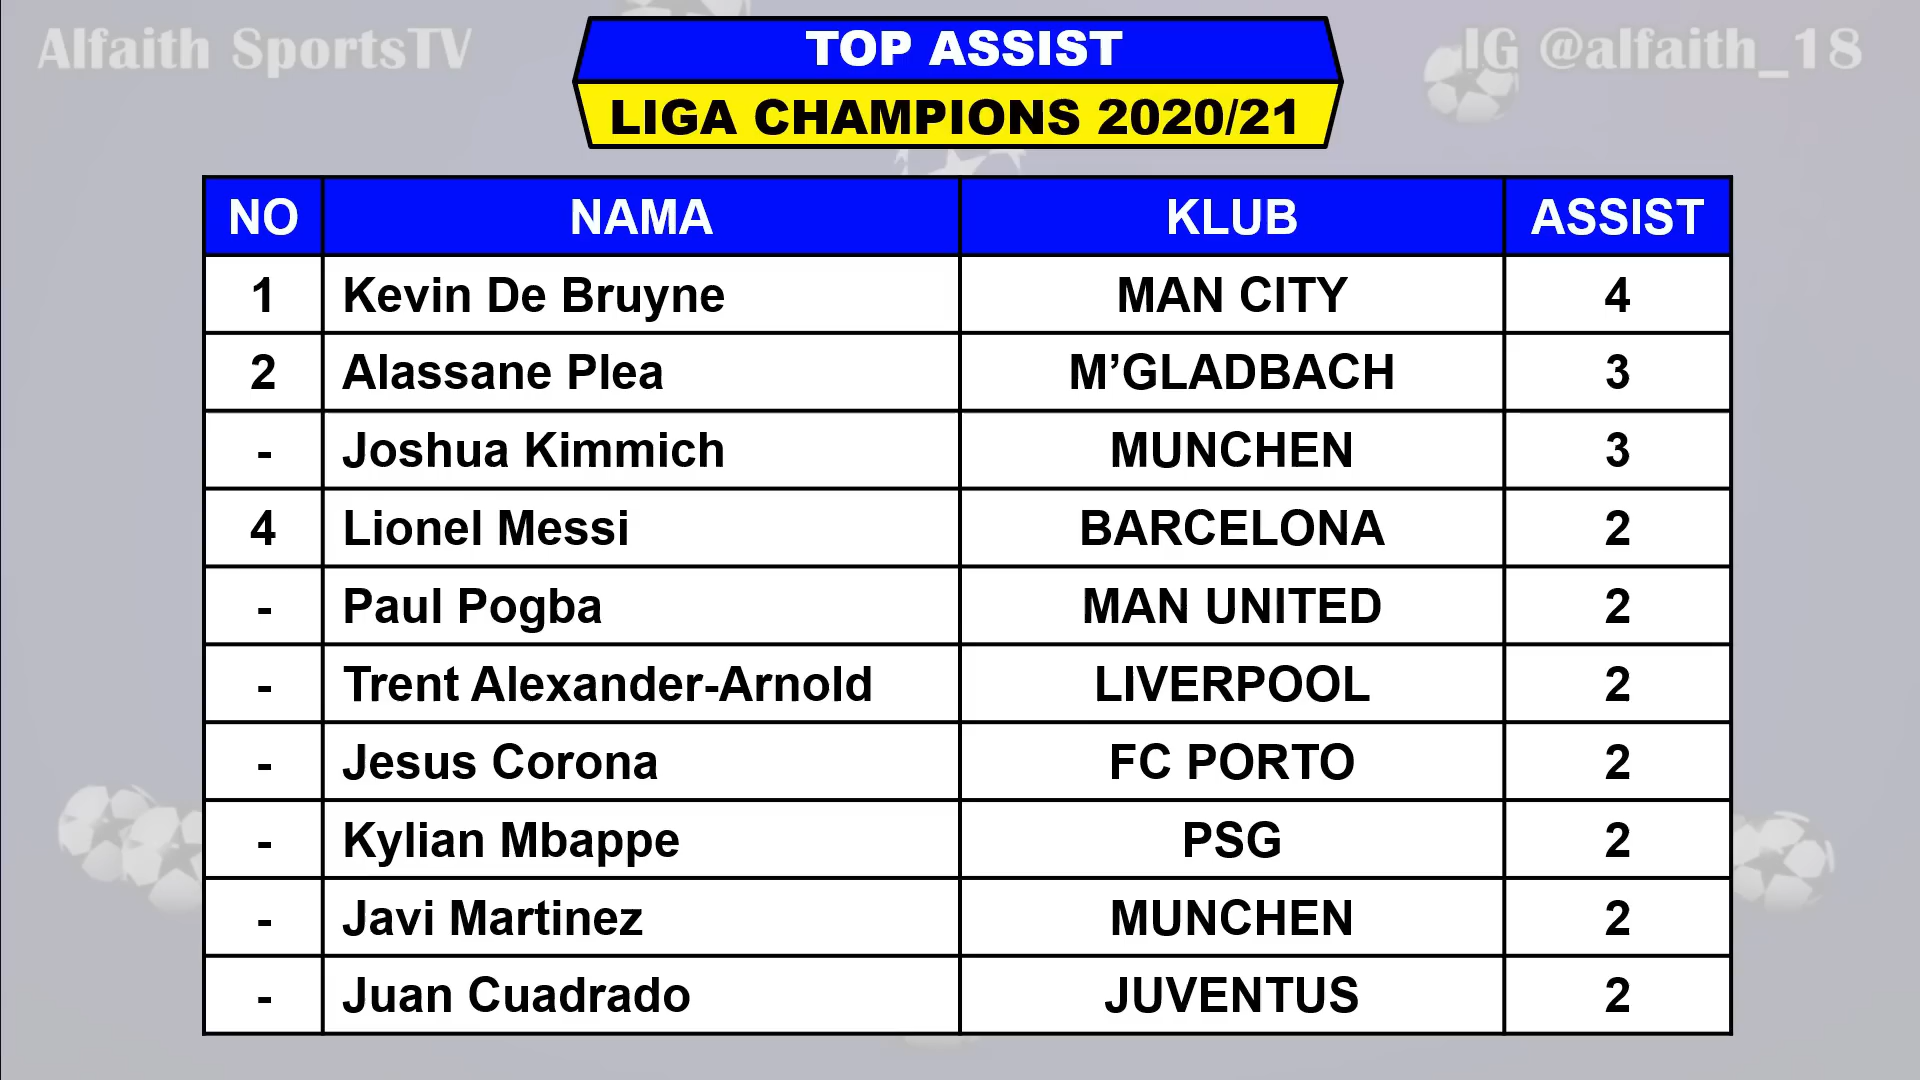 Alfaith SportsTV
IG @alfaith_18
TOP ASSIST
LIGA CHAMPIONS 2020/21
NO NAMA KLUB ASSIST
1 Kevin De Bruyne MAN CITY 4
2 Alassane Plea M’GLADBACH 3
- Joshua Kimmich MUNCHEN 3
4 Lionel Messi BARCELONA 2
- Paul Pogba MAN UNITED 2
- Trent Alexander-Arnold LIVERPOOL 2
- Jesus Corona FC PORTO 2
- Kylian Mbappe PSG 2
- Javi Martinez MUNCHEN 2
- Juan Cuadrado JUVENTUS 2